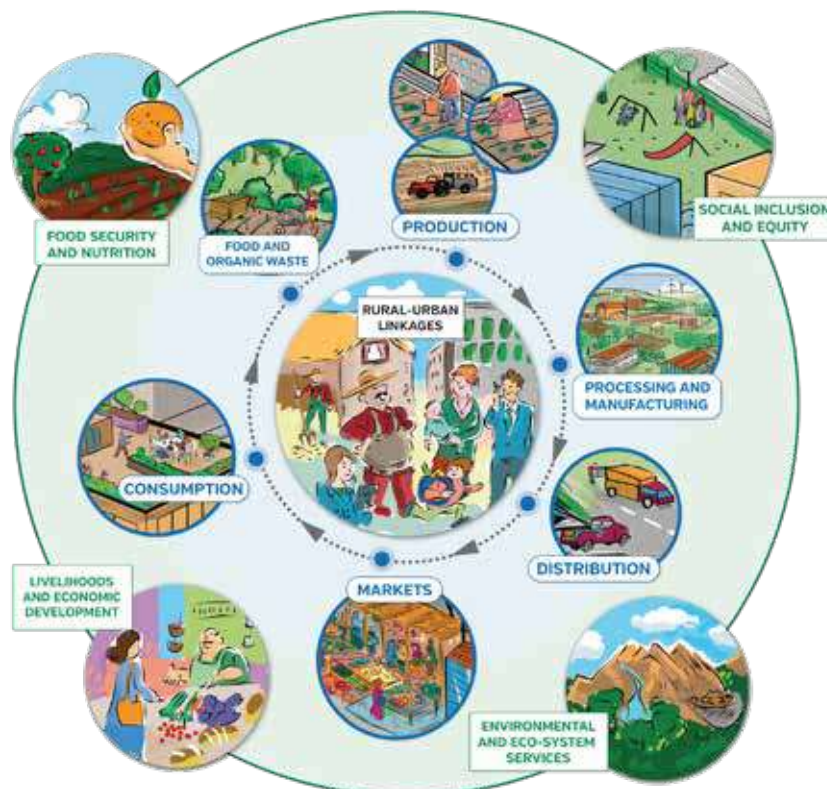 PRODUCTION
FOOD SECURITY
AND NUTRITION
FOOD AND
ORGANIC WASTE
SOCIAL INCLUSION
AND EQUITY
RURAL-URBAN
LINKAGES
PROCESSING AND
MANUFACTURING
CONSUMPTION
DISTRIBUTION
LIVELIHOODS
AND ECONOMIC
DEVELOPMENT
MARKETS
ENVIRONMENTAL
AND ECO-SYSTEM
SERVICES